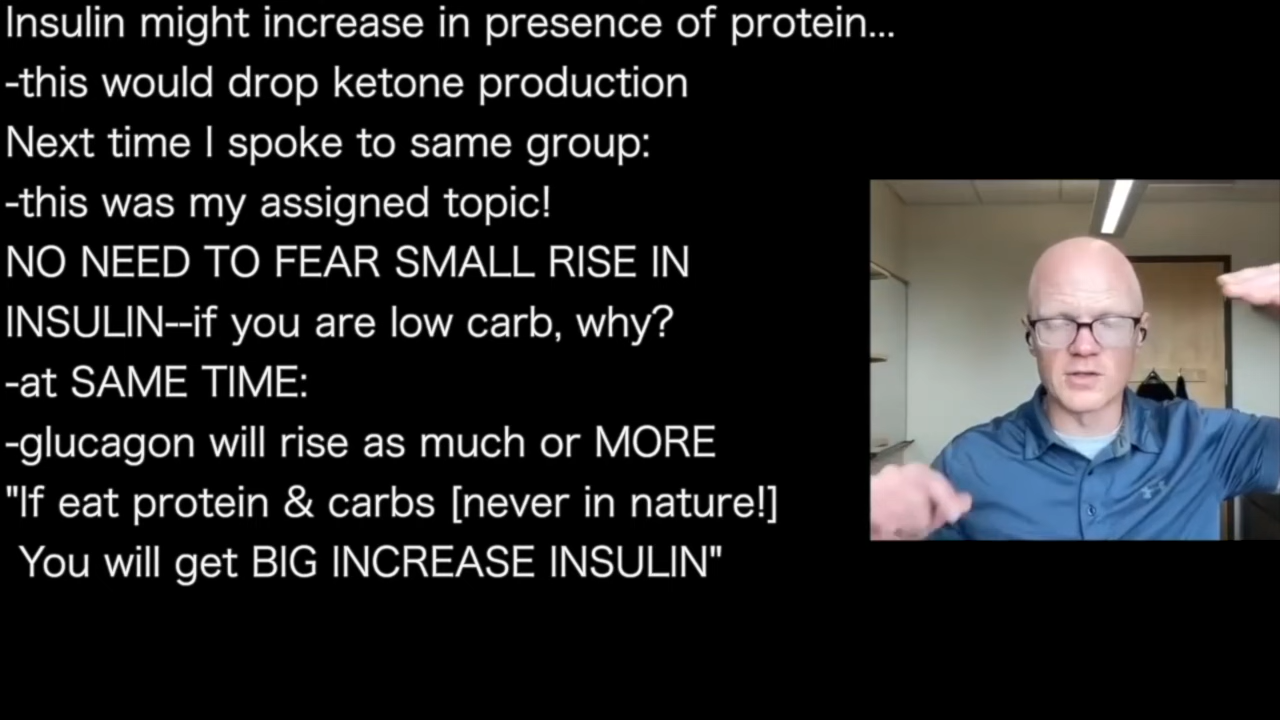 Insulin might increase in presence of protein...
-this would drop ketone production
Next time I spoke to same group:
-this was my assigned topic!
NO NEED TO FEAR SMALL RISE IN
INSULIN--if you are low carb, why?
-at SAME TIME:
-glucagon will rise as much or MORE
"If eat protein & carbs [never in nature!]
You will get BIG INCREASE INSULIN"